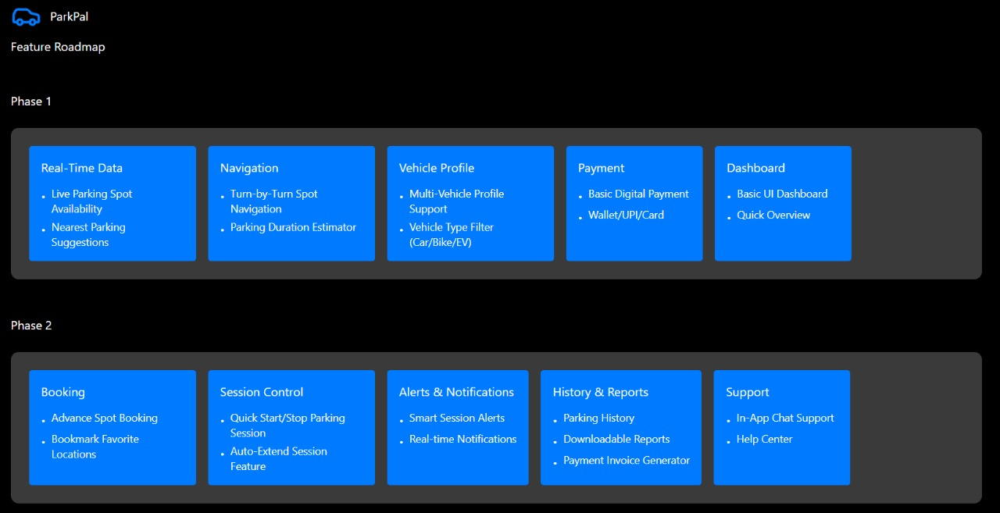 ParkPal
Feature Roadmap
Phase 1
Real-Time Data
• Live Parking Spot
Availability
• Nearest Parking
Suggestions
Navigation
• Turn-by-Turn Spot
Navigation
• Parking Duration Estimator
Vehicle Profile
• Multi-Vehicle Profile
Support
• Vehicle Type Filter
(Car/Bike/EV)
Payment
• Basic Digital Payment
• Wallet/UPI/Card
Dashboard
• Basic UI Dashboard
• Quick Overview
Phase 2
Booking
• Advance Spot Booking
• Bookmark Favorite
Locations
Session Control
• Quick Start/Stop Parking
Session
• Auto-Extend Session
Feature
Alerts & Notifications
• Smart Session Alerts
• Real-time Notifications
History & Reports
• Parking History
• Downloadable Reports
• Payment Invoice Generator
Support
• In-App Chat Support
• Help Center